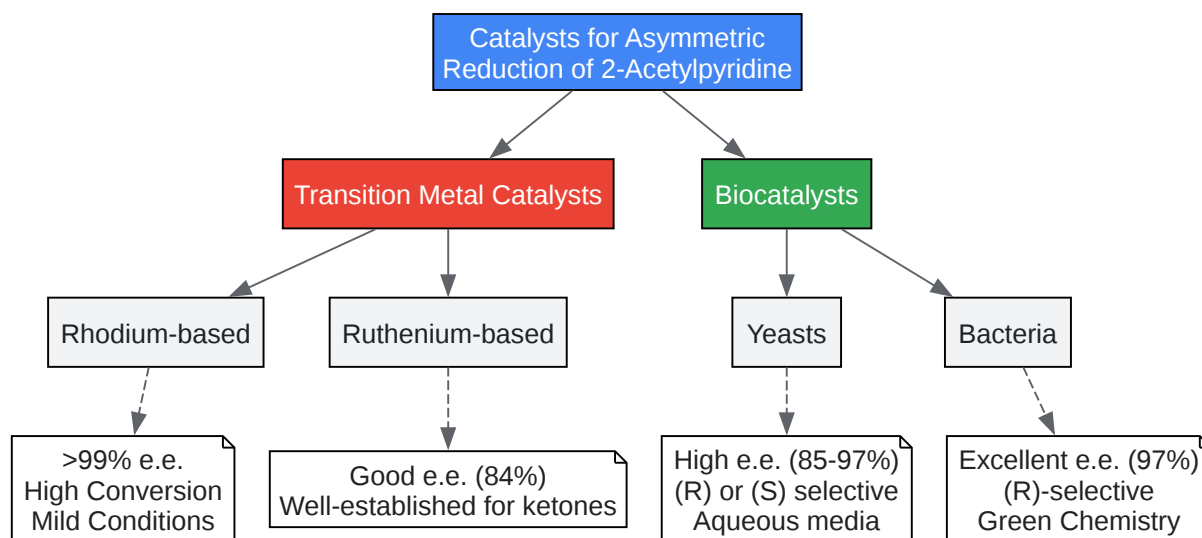 Catalysts for Asymmetric
Reduction of 2-Acetylpyridine
Transition Metal Catalysts
Biocatalysts
Rhodium-based
Ruthenium-based
Yeasts
Bacteria
>99% e.e.
High Conversion
Mild Conditions
Good e.e. (84%)
Well-established for ketones
High e.e. (85-97%)
(R) or (S) selective
Aqueous media
Excellent e.e. (97%)
(R)-selective
Green Chemistry